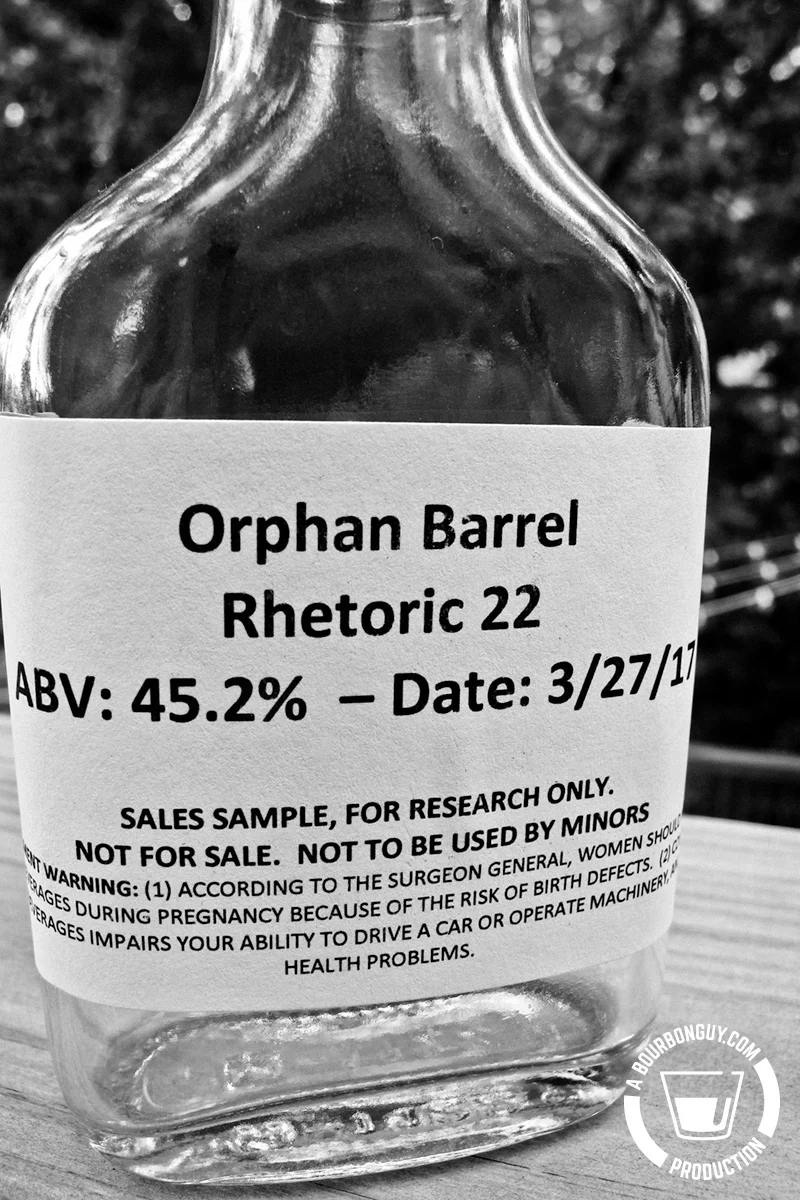 Orphan Barrel
Rhetoric 22
ABV: 45.2% – Date: 3/27/17
SALES SAMPLE, FOR RESEARCH ONLY.
NOT FOR SALE. NOT TO BE USED BY MINORS
WARNING: (1) ACCORDING TO THE SURGEON GENERAL, WOMEN
DURING PREGNANCY BECAUSE OF THE RISK OF BIRTH DEFECTS. (2)
IMPAIRS YOUR ABILITY TO DRIVE A CAR OR OPERATE MACHINERY,
HEALTH PROBLEMS.
A BOURBONGUY.COM
PRODUCTION